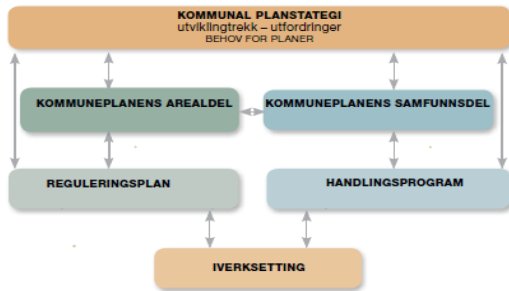 KOMMUNAL PLANSTATEGI
utviklingtrekk – utfordringer
BEHOV FOR PLANER
KOMMUNEPLANENS AREALDEL
KOMMUNEPLANENS SAMFUNNSDEL
REGULERINGSPLAN
HANDLINGSPROGRAM
IVERKSETTING